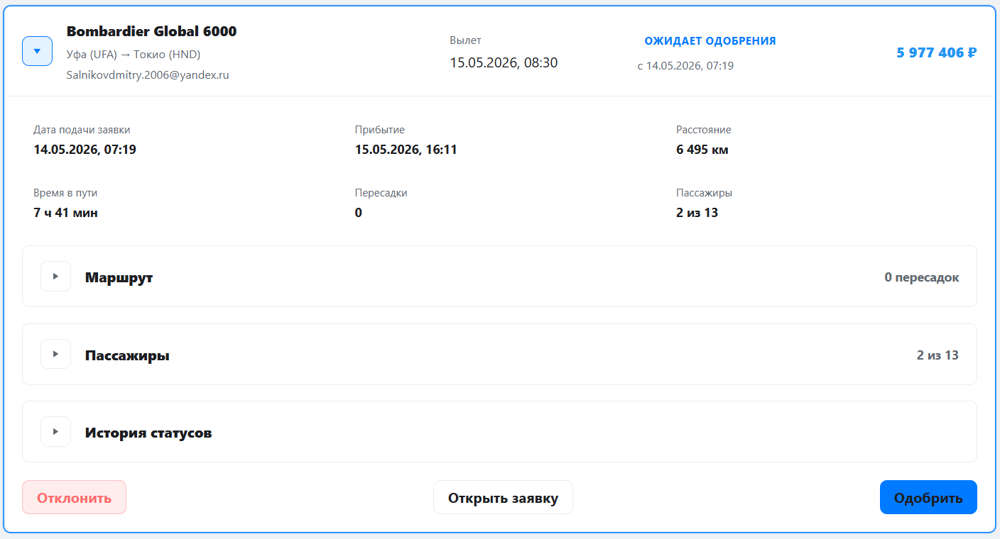 Bombardier Global 6000
Уфа (UFA) → Токио (HND)
Salnikovdmitry.2006@yandex.ru
Вылет
15.05.2026, 08:30
ОЖИДАЕТ ОДОБРЕНИЯ
с 14.05.2026, 07:19
5 977 406 ₽
Дата подачи заявки
14.05.2026, 07:19
Прибытие
15.05.2026, 16:11
Расстояние
6 495 км
Время в пути
7 ч 41 мин
Пересадки
0
Пассажиры
2 из 13
Маршрут
0 пересадок
Пассажиры
2 из 13
История статусов
Отклонить
Открыть заявку
Одобрить